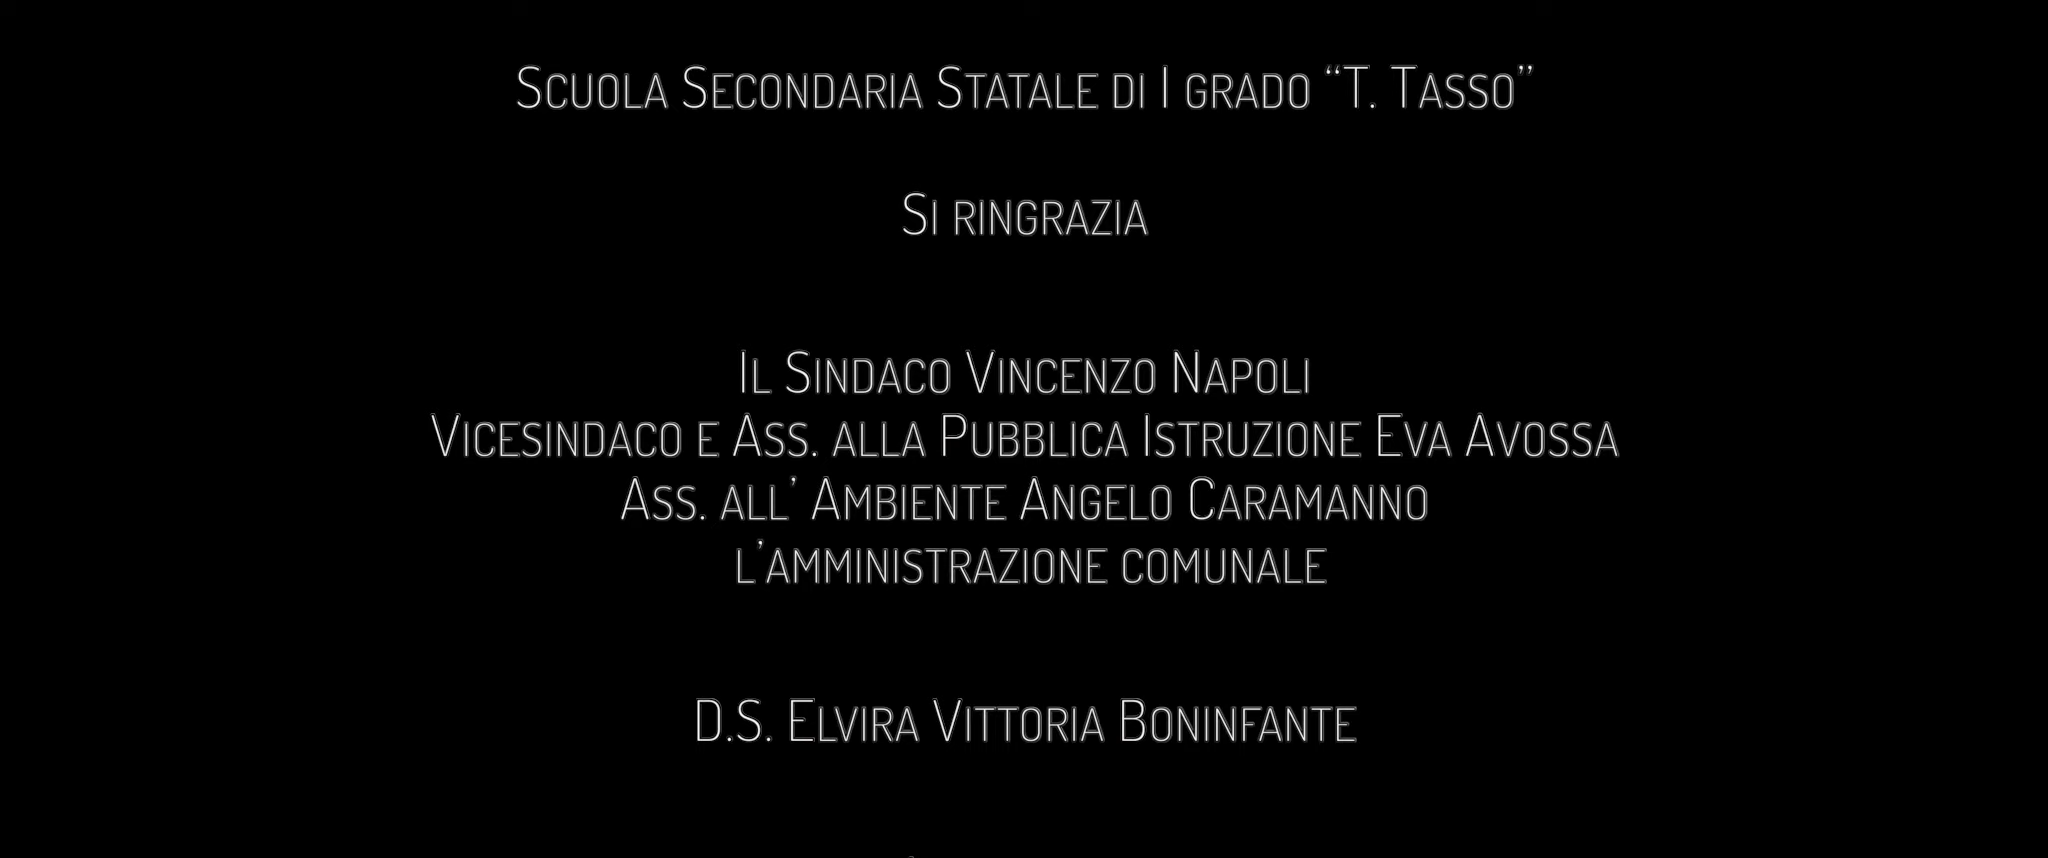 Scuola Secondaria Statale di I grado “T. Tasso”
Si ringrazia
Il Sindaco Vincenzo Napoli
Vicesindaco e Ass. alla Pubblica Istruzione Eva Avossa
Ass. all’ Ambiente Angelo Caramanno
l’amministrazione comunale
D.S. Elvira Vittoria Boninfante